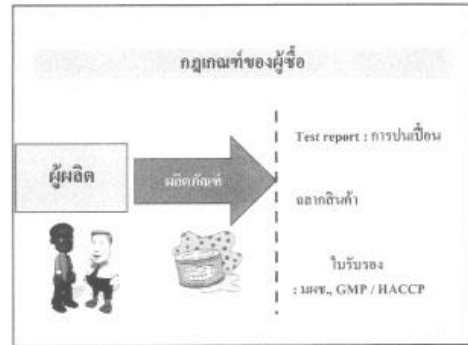 กฎเกณฑ์ของผู้ซื้อ
Test report : การปนเปื้อน
ผู้ผลิต
ผลิตภัณฑ์
ฉลากสินค้า
ใบรับรอง
: มผช., GMP / HACCP